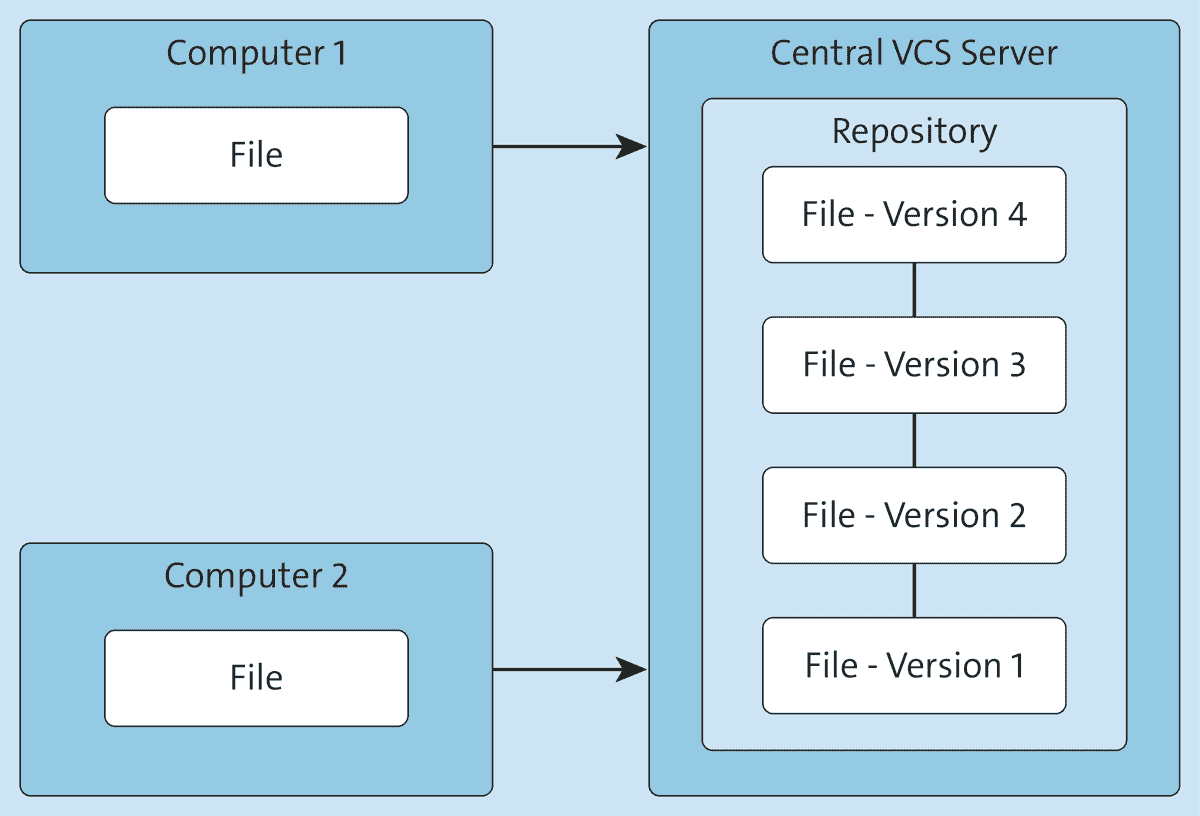 Computer 1
File
Central VCS Server
Repository
File - Version 4
File - Version 3
File - Version 2
File - Version 1
Computer 2
File